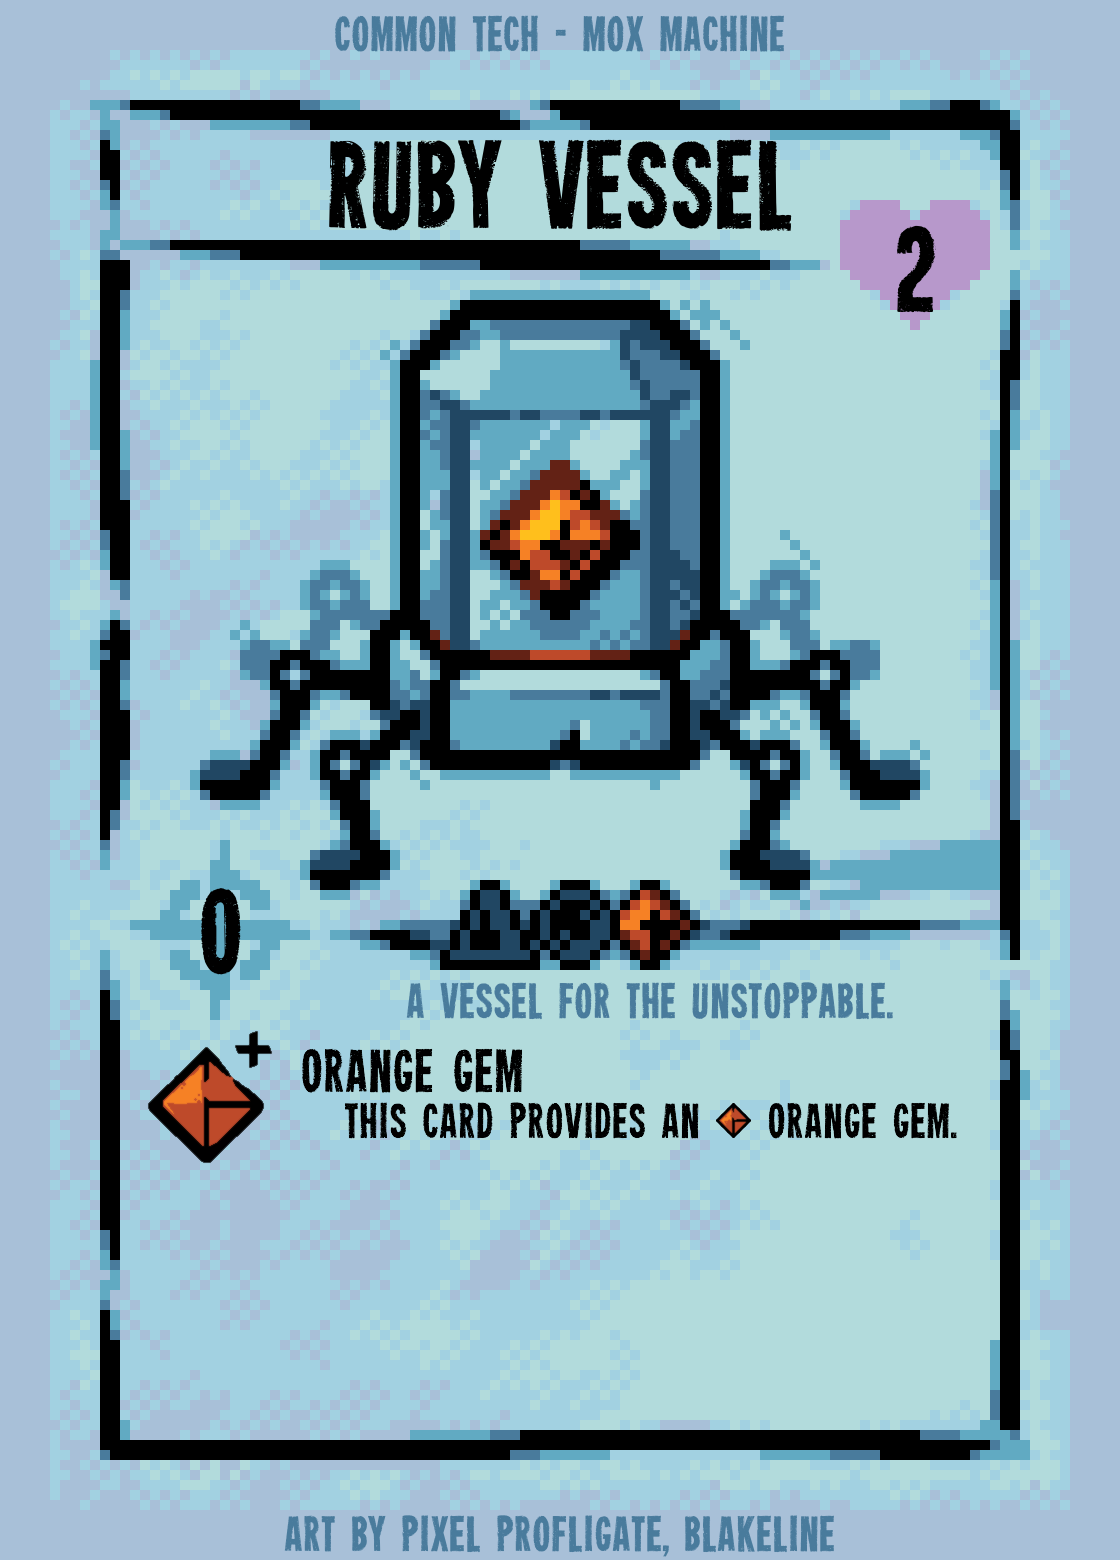 COMMON TECH - MOX MACHINE
RUBY VESSEL
2
0
A VESSEL FOR THE UNSTOPPABLE.
ORANGE GEM
THIS CARD PROVIDES AN ORANGE GEM.
ART BY PIXEL PROFLIGATE, BLAKELINE